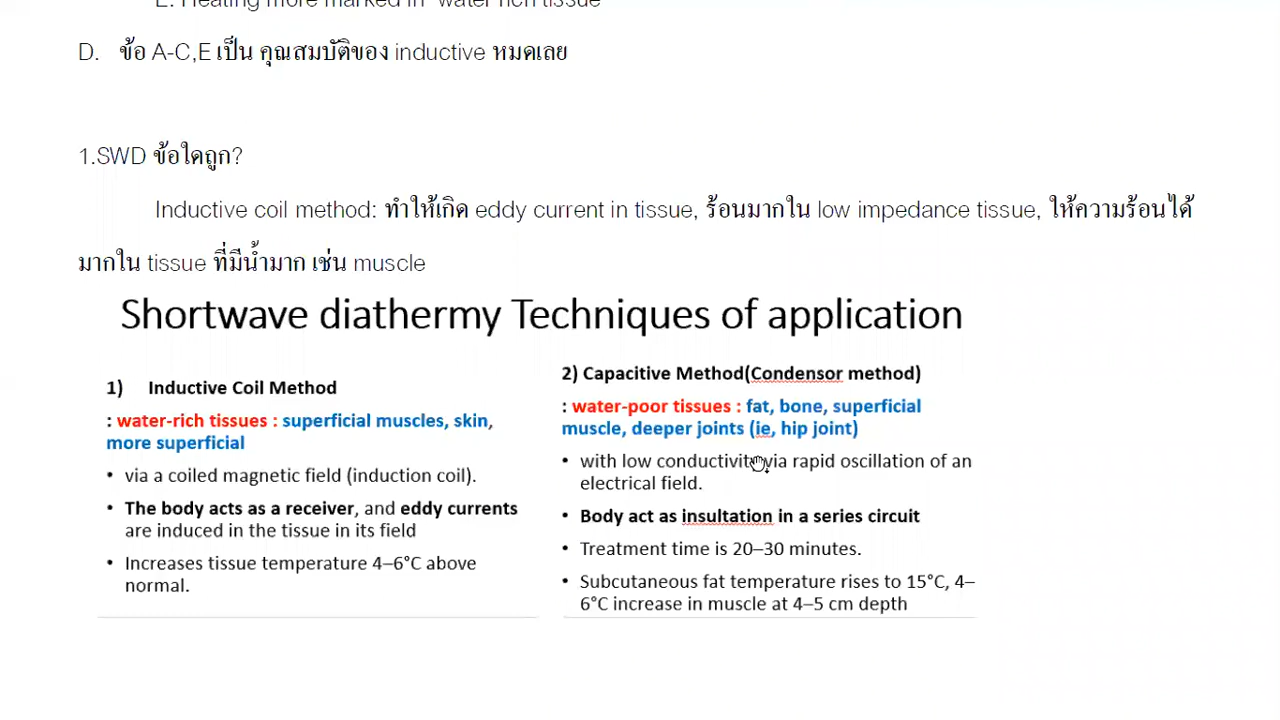 E. Heating more marked in water rich tissue
D. ข้อ A-C,E เป็น คุณสมบัติของ inductive หมดเลย
1.SWD ข้อใดถูก?
Inductive coil method: ทำให้เกิด eddy current in tissue, ร้อนมากใน low impedance tissue, ให้ความร้อนได้
มากใน tissue ที่มีน้ำมาก เช่น muscle
Shortwave diathermy Techniques of application
1) Inductive Coil Method
: water-rich tissues : superficial muscles, skin,
more superficial
• via a coiled magnetic field (induction coil).
• The body acts as a receiver, and eddy currents
are induced in the tissue in its field
• Increases tissue temperature 4–6°C above
normal.
2) Capacitive Method(Condensor method)
: water-poor tissues : fat, bone, superficial
muscle, deeper joints (ie, hip joint)
• with low conductivity via rapid oscillation of an
electrical field.
• Body act as insultation in a series circuit
• Treatment time is 20–30 minutes.
• Subcutaneous fat temperature rises to 15°C, 4–
6°C increase in muscle at 4–5 cm depth